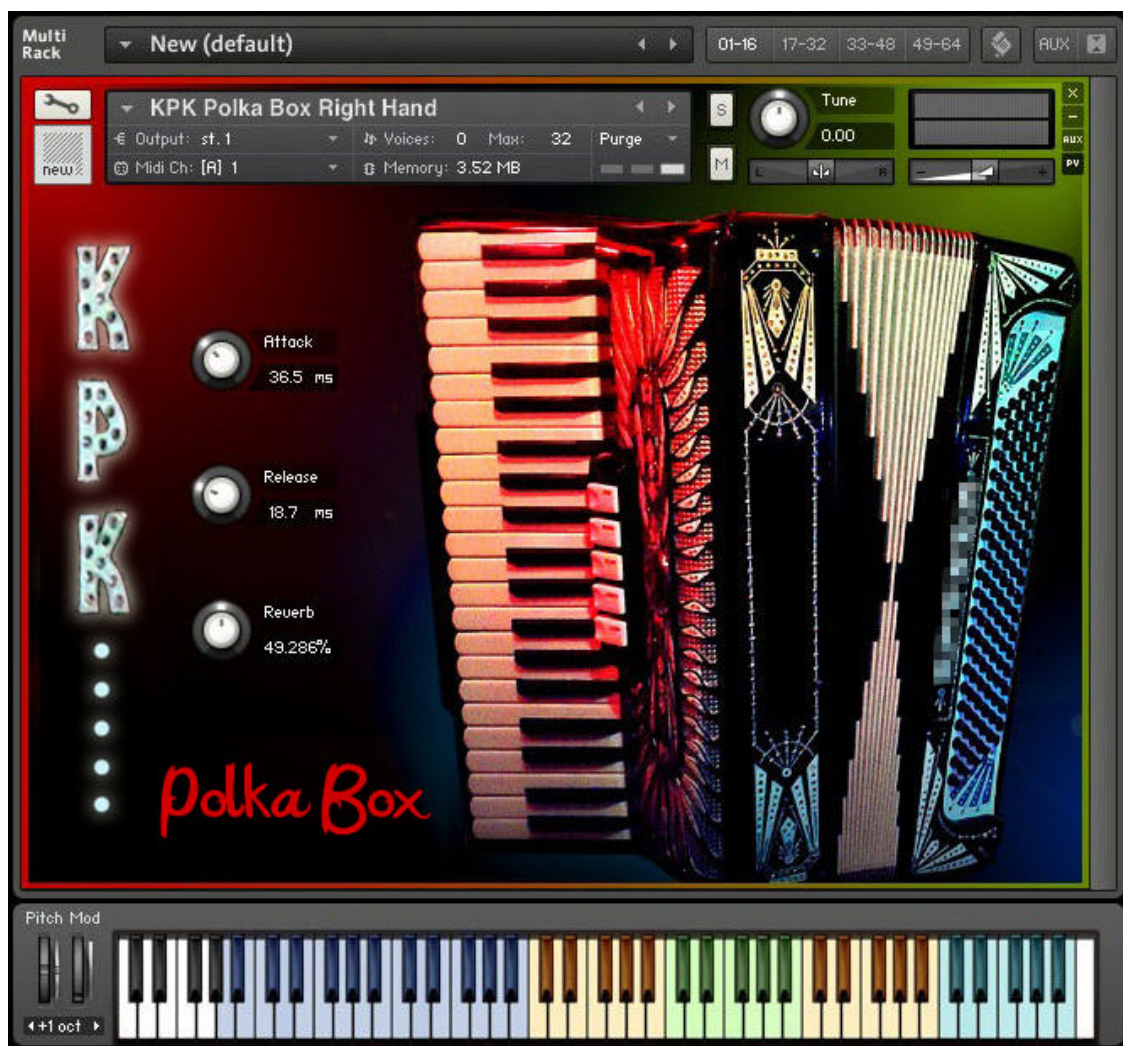 Multi
Rack
New (default)
01-16 17-32 33-48 49-64
AUX
KPK Polka Box Right Hand
Output: st. 1
Voices: 0 Max: 32
Purge
Midi Ch: [A] 1
Memory: 3.52 MB
new
S
M
Tune
0.00
L R
- +
×
-
AUX
PV
K
P
K
Attack
36.5 ms
Release
18.7 ms
Reverb
49.286%
Polka Box
Pitch Mod
+1 oct